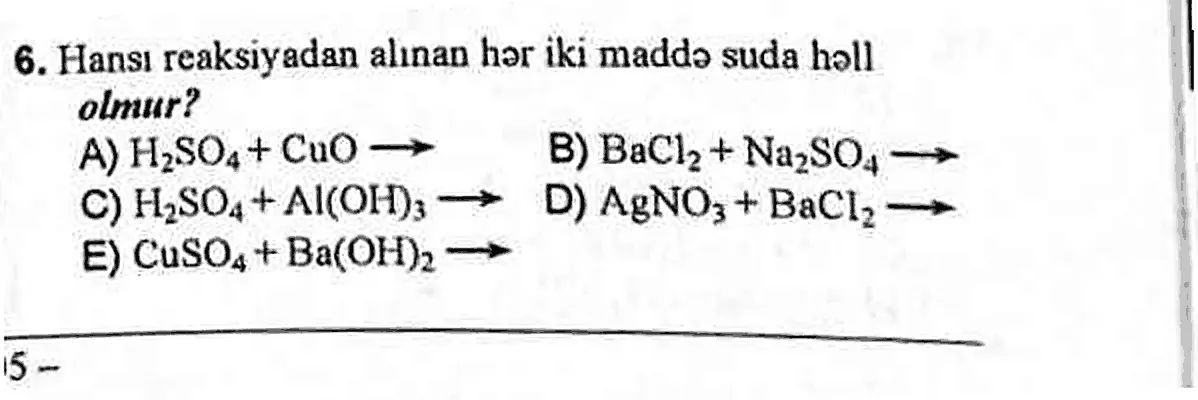 6. Hansı reaksiyadan alınan hər iki maddə suda həll
olmur?
A) H₂SO₄ + CuO ⟶ B) BaCl₂ + Na₂SO₄ ⟶
C) H₂SO₄ + Al(OH)₃ ⟶ D) AgNO₃ + BaCl₂ ⟶
E) CuSO₄ + Ba(OH)₂ ⟶
5 –